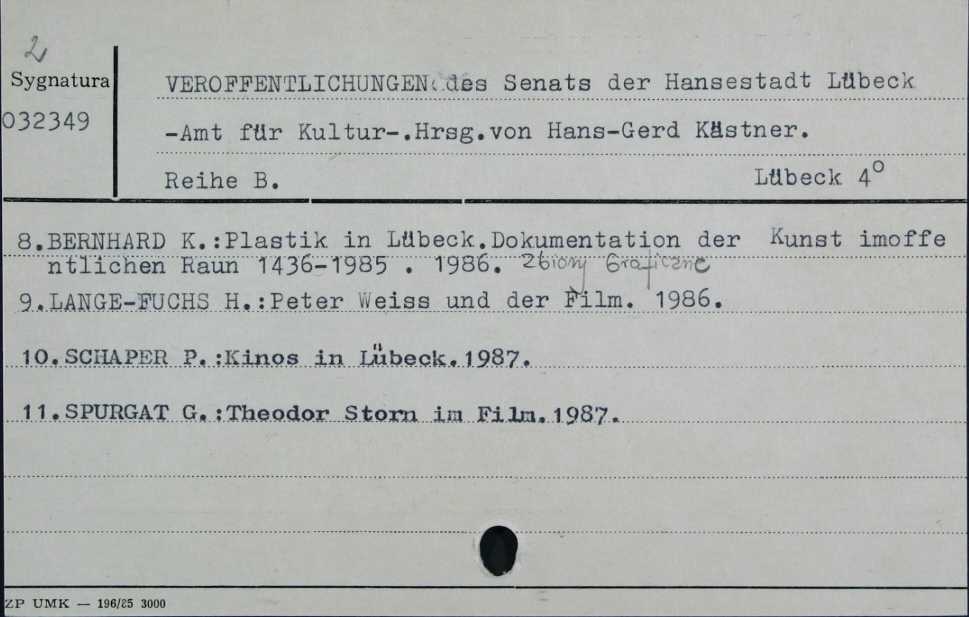 2
Sygnatura
032349
VEROFFENTLICHUNGEN des Senats der Hansestadt Lübeck
-Amt für Kultur-.Hrsg.von Hans-Gerd Kästner.
Reihe B. Lübeck 4º
8.BERNHARD K.:Plastik in Lübeck.Dokumentation der Kunst imoffe
ntlichen Raun 1436-1985 . 1986. Zbiory Graficzne
9.LANGE-FUCHS H.:Peter Weiss und der Film. 1986.
10.SCHAPER P.:Kinos in Lübeck.1987.
11.SPURGAT G.:Theodor Storn im Film.1987.
ZP UMK — 196/85 3000